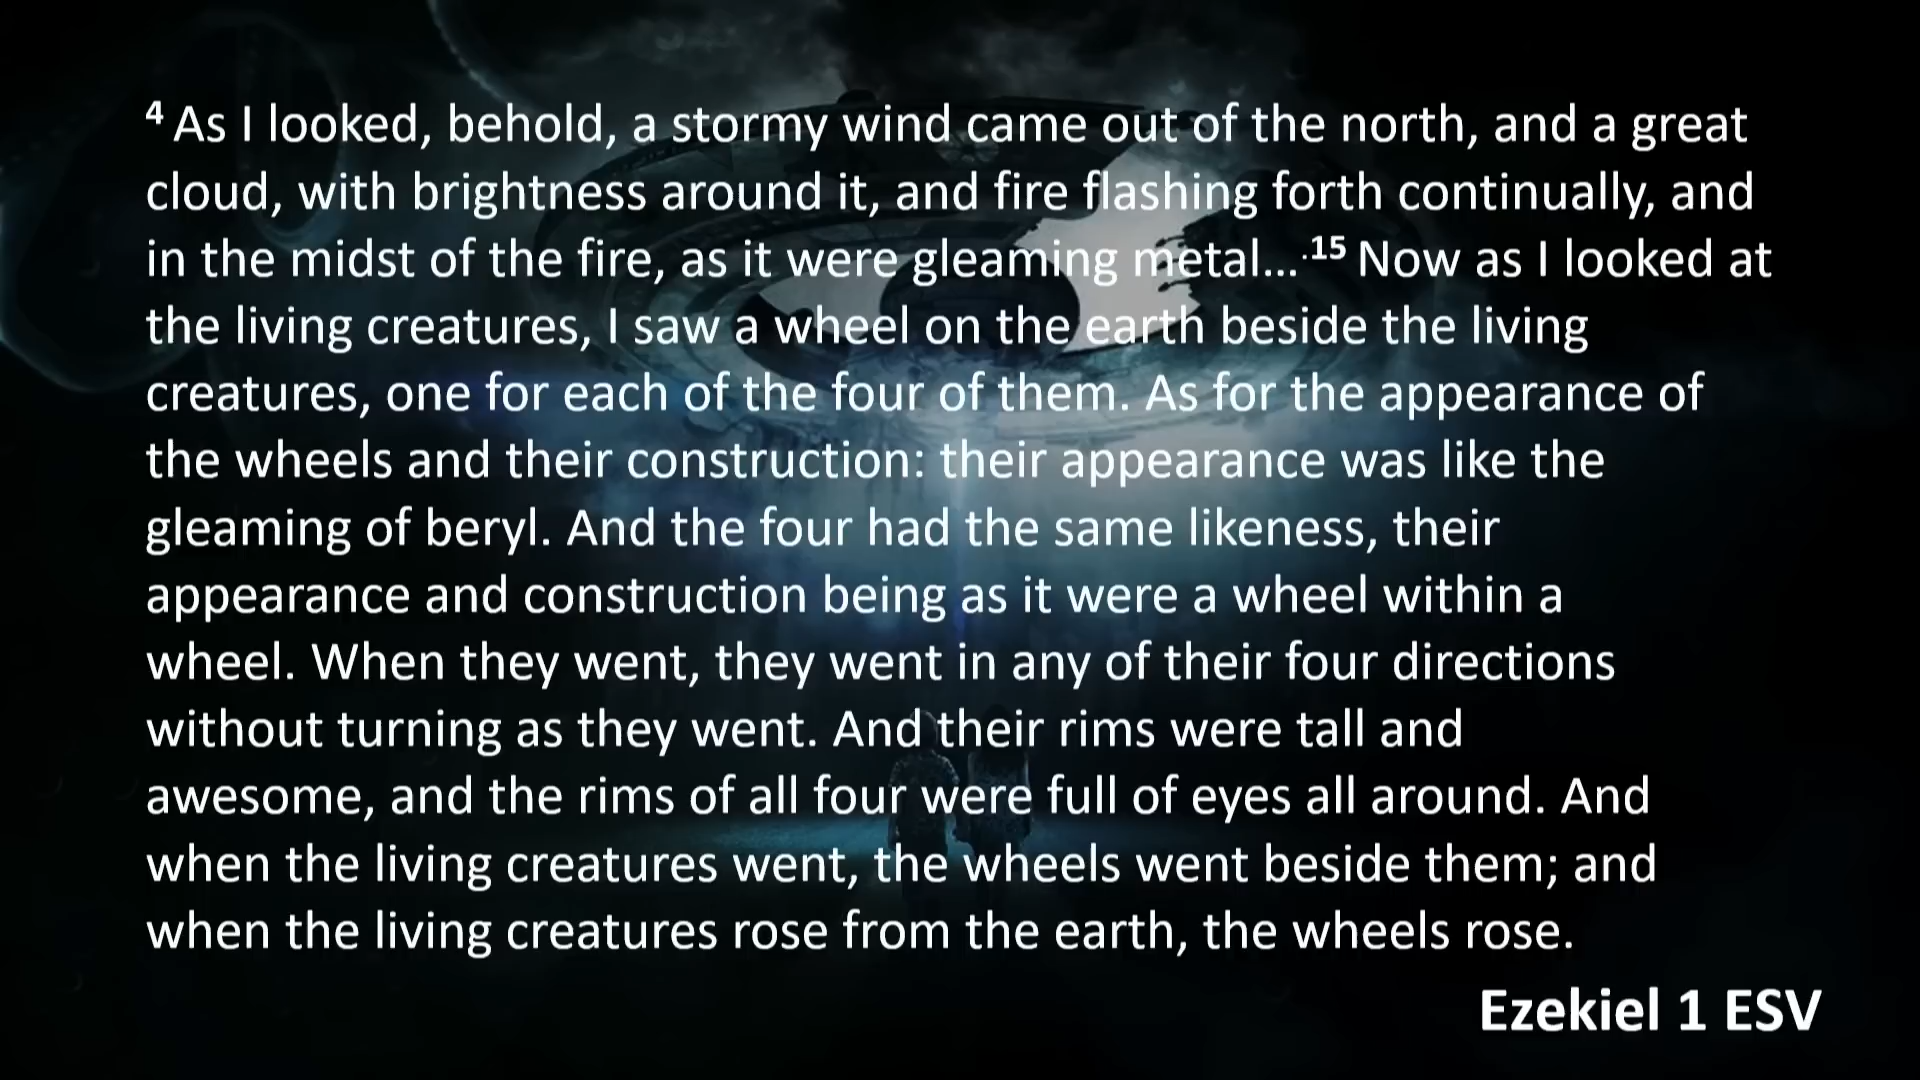 4 As I looked, behold, a stormy wind came out of the north, and a great
cloud, with brightness around it, and fire flashing forth continually, and
in the midst of the fire, as it were gleaming metal....15 Now as I looked at
the living creatures, I saw a wheel on the earth beside the living
creatures, one for each of the four of them. As for the appearance of
the wheels and their construction: their appearance was like the
gleaming of beryl. And the four had the same likeness, their
appearance and construction being as it were a wheel within a
wheel. When they went, they went in any of their four directions
without turning as they went. And their rims were tall and
awesome, and the rims of all four were full of eyes all around. And
when the living creatures went, the wheels went beside them; and
when the living creatures rose from the earth, the wheels rose.
Ezekiel 1 ESV